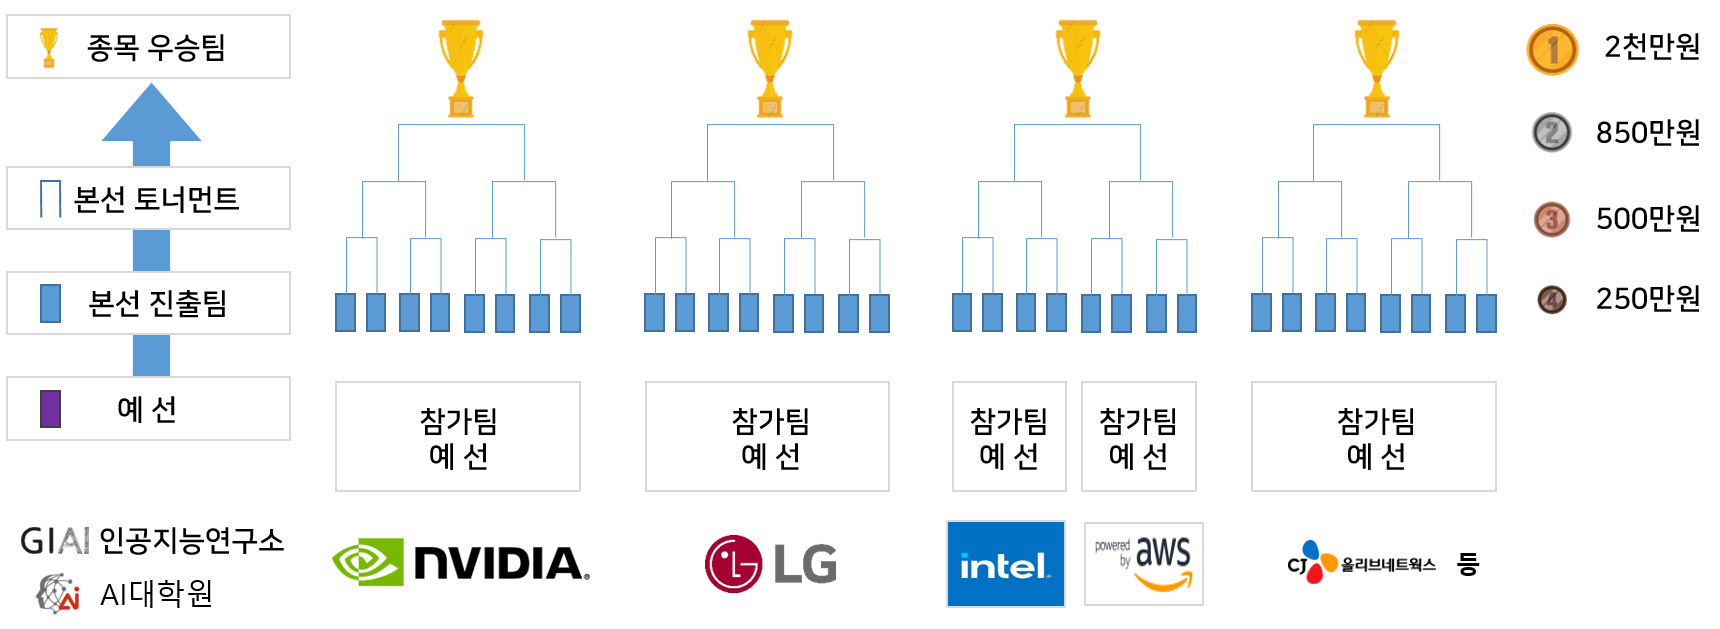 종목 우승팀
본선 토너먼트
본선 진출팀
예 선
GIAI 인공지능연구소
AI AI대학원
참가팀
예 선
NVIDIA.
참가팀
예 선
LG
참가팀
예 선
intel.
참가팀
예 선
powered
by aws
참가팀
예 선
CJ 올리브네트웍스 등
1 2천만원
2 850만원
3 500만원
4 250만원